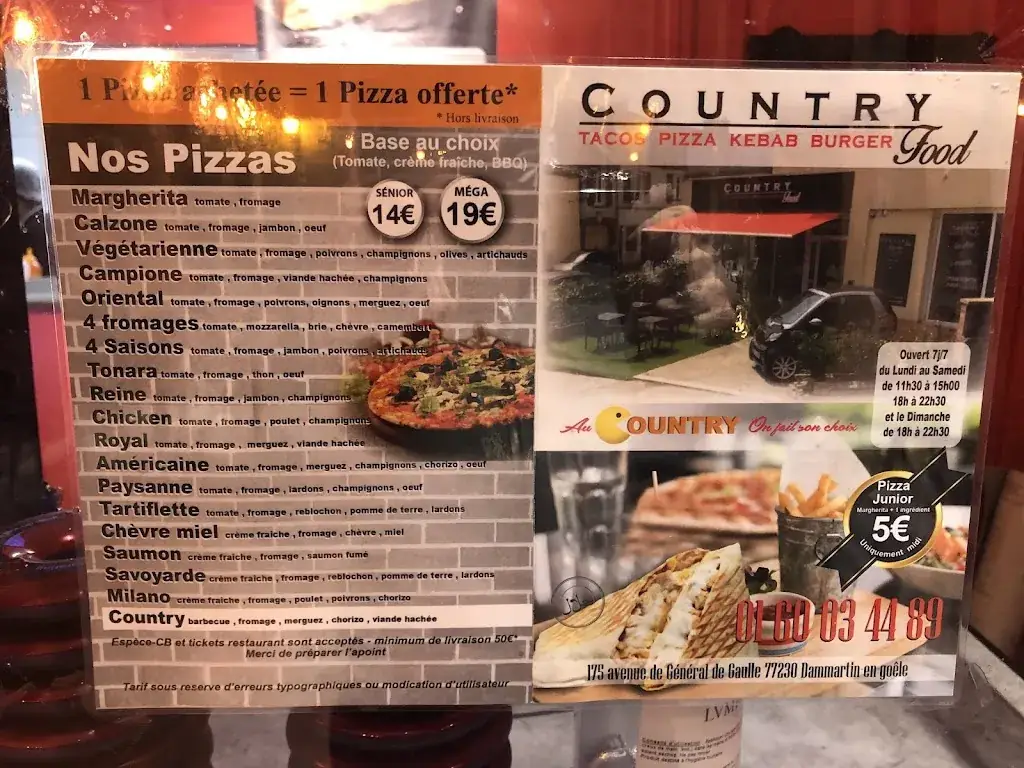 1 Pizza achetée = 1 Pizza offerte*
* Hors livraison
Nos Pizzas
Base au choix
(Tomate, crème fraîche, BBQ)
SÉNIOR
14€
MÉGA
19€
Margherita tomate , fromage
Calzone tomate , fromage , jambon , oeuf
Végétarienne tomate , fromage , poivrons , champignons , olives , artichauds
Campione tomate , fromage , viande hachée , champignons
Oriental tomate , fromage , poivrons, oignons , merguez , oeuf
4 fromages tomate , mozzarella , brie , chèvre , camembert
4 Saisons tomate , fromage , jambon , poivrons , artichauds
Tonara tomate , fromage , thon , oeuf
Reine tomate , fromage , jambon , champignons
Chicken tomate , fromage , poulet , champignons
Royal tomate , fromage , merguez , viande hachée
Américaine tomate , fromage , merguez , champignons , chorizo , oeuf
Paysanne tomate , fromage , lardons , champignons , oeuf
Tartiflette tomate , fromage , reblochon , pomme de terre , lardons
Chèvre miel crème fraiche , fromage , chèvre , miel
Saumon crème fraiche , fromage , saumon fumé
Savoyarde crème fraiche , fromage , reblochon , pomme de terre , lardons
Milano crème fraiche , fromage , poulet , poivrons , chorizo
Country barbecue , fromage , merguez , chorizo , viande hachée
Espèce-CB et tickets restaurant sont acceptés - minimum de livraison 50€*
Merci de préparer l'apoint
Tarif sous reserve d'erreurs typographiques ou modication d'utilisateur
COUNTRY
TACOS PIZZA KEBAB BURGER
Food
COUNTRY
Food
Ouvert 7j/7
du Lundi au Samedi
de 11h30 à 15h00
18h à 22h30
et le Dimanche
de 18h à 22h30
Au COUNTRY On fait son choix
Pizza
Junior
Margherita + 1 ingrédient
5€
Uniquement midi
01 60 03 44 89
175 avenue de Général de Gaulle 77230 Dammartin en goêle